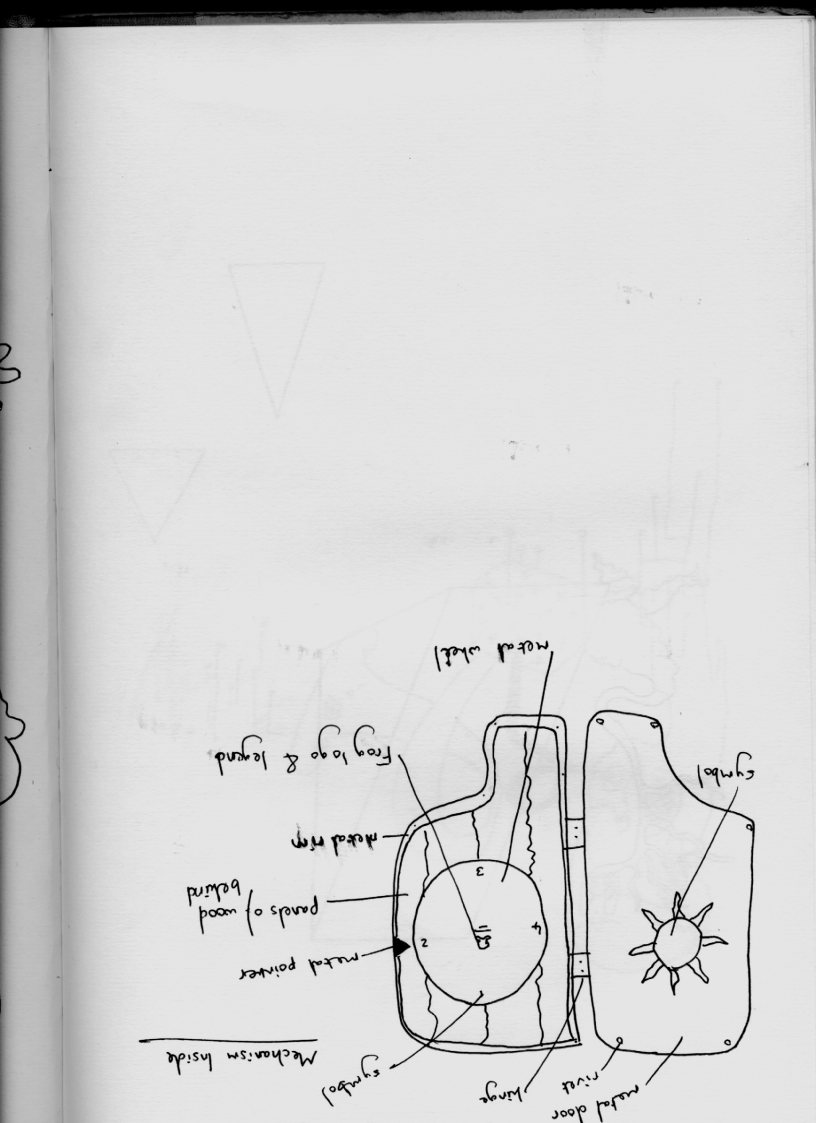 metal door
rivet
hinge
symbol
Mechanism Inside
metal pointer
2
4
3
panels of wood
behind
metal rim
symbol
Frog logo & legend
metal wheel